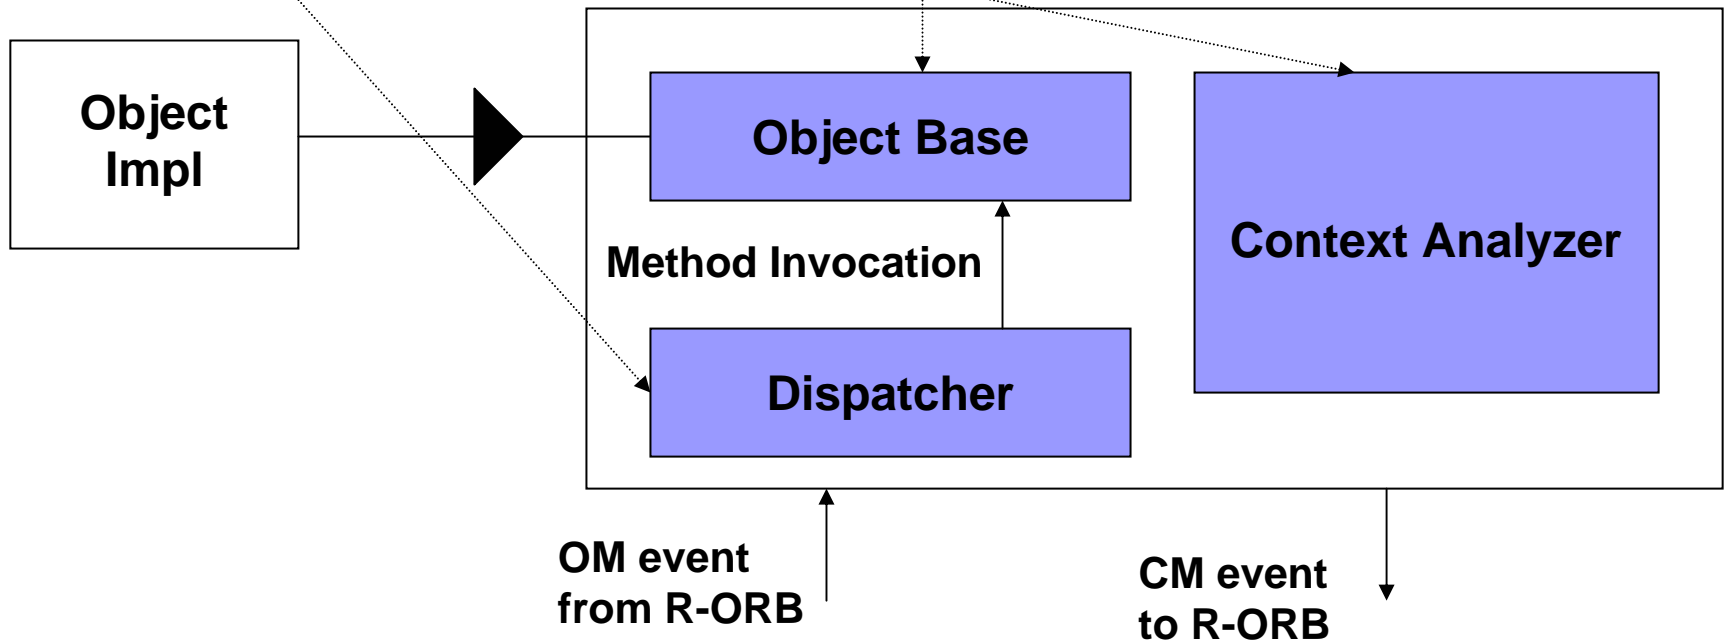 Object
Impl
Object Base
Context Analyzer
Method Invocation
Dispatcher
OM event
from R-ORB
CM event
to R-ORB